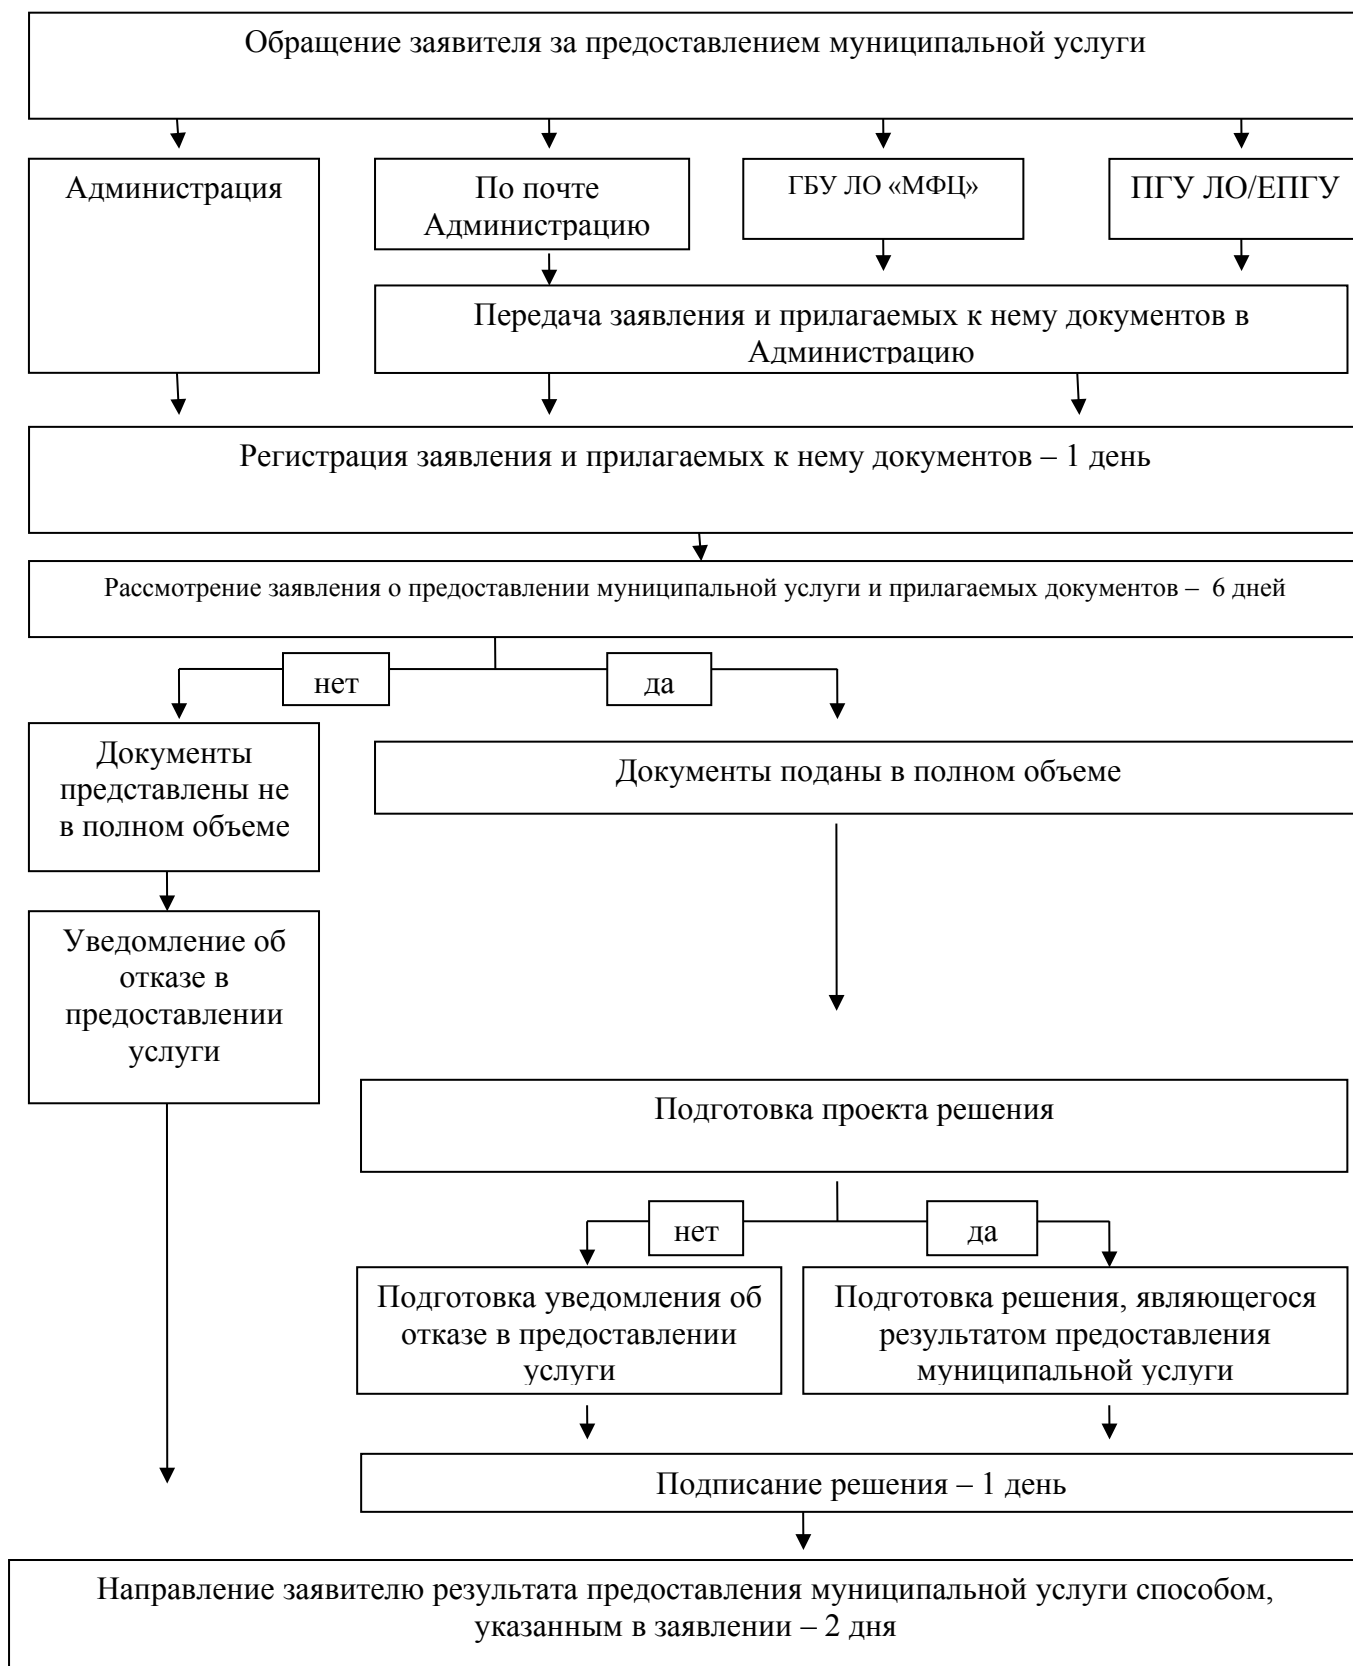 Обращение заявителя за предоставлением муниципальной услуги
Администрация
По почте
Администрацию
ГБУ ЛО «МФЦ»
ПГУ ЛО/ЕПГУ
Передача заявления и прилагаемых к нему документов в
Администрацию
Регистрация заявления и прилагаемых к нему документов – 1 день
Рассмотрение заявления о предоставлении муниципальной услуги и прилагаемых документов – 6 дней
нет
да
Документы
представлены не
в полном объеме
Документы поданы в полном объеме
Уведомление об
отказе в
предоставлении
услуги
Подготовка проекта решения
нет
да
Подготовка уведомления об
отказе в предоставлении
услуги
Подготовка решения, являющегося
результатом предоставления
муниципальной услуги
Подписание решения – 1 день
Направление заявителю результата предоставления муниципальной услуги способом,
указанным в заявлении – 2 дня